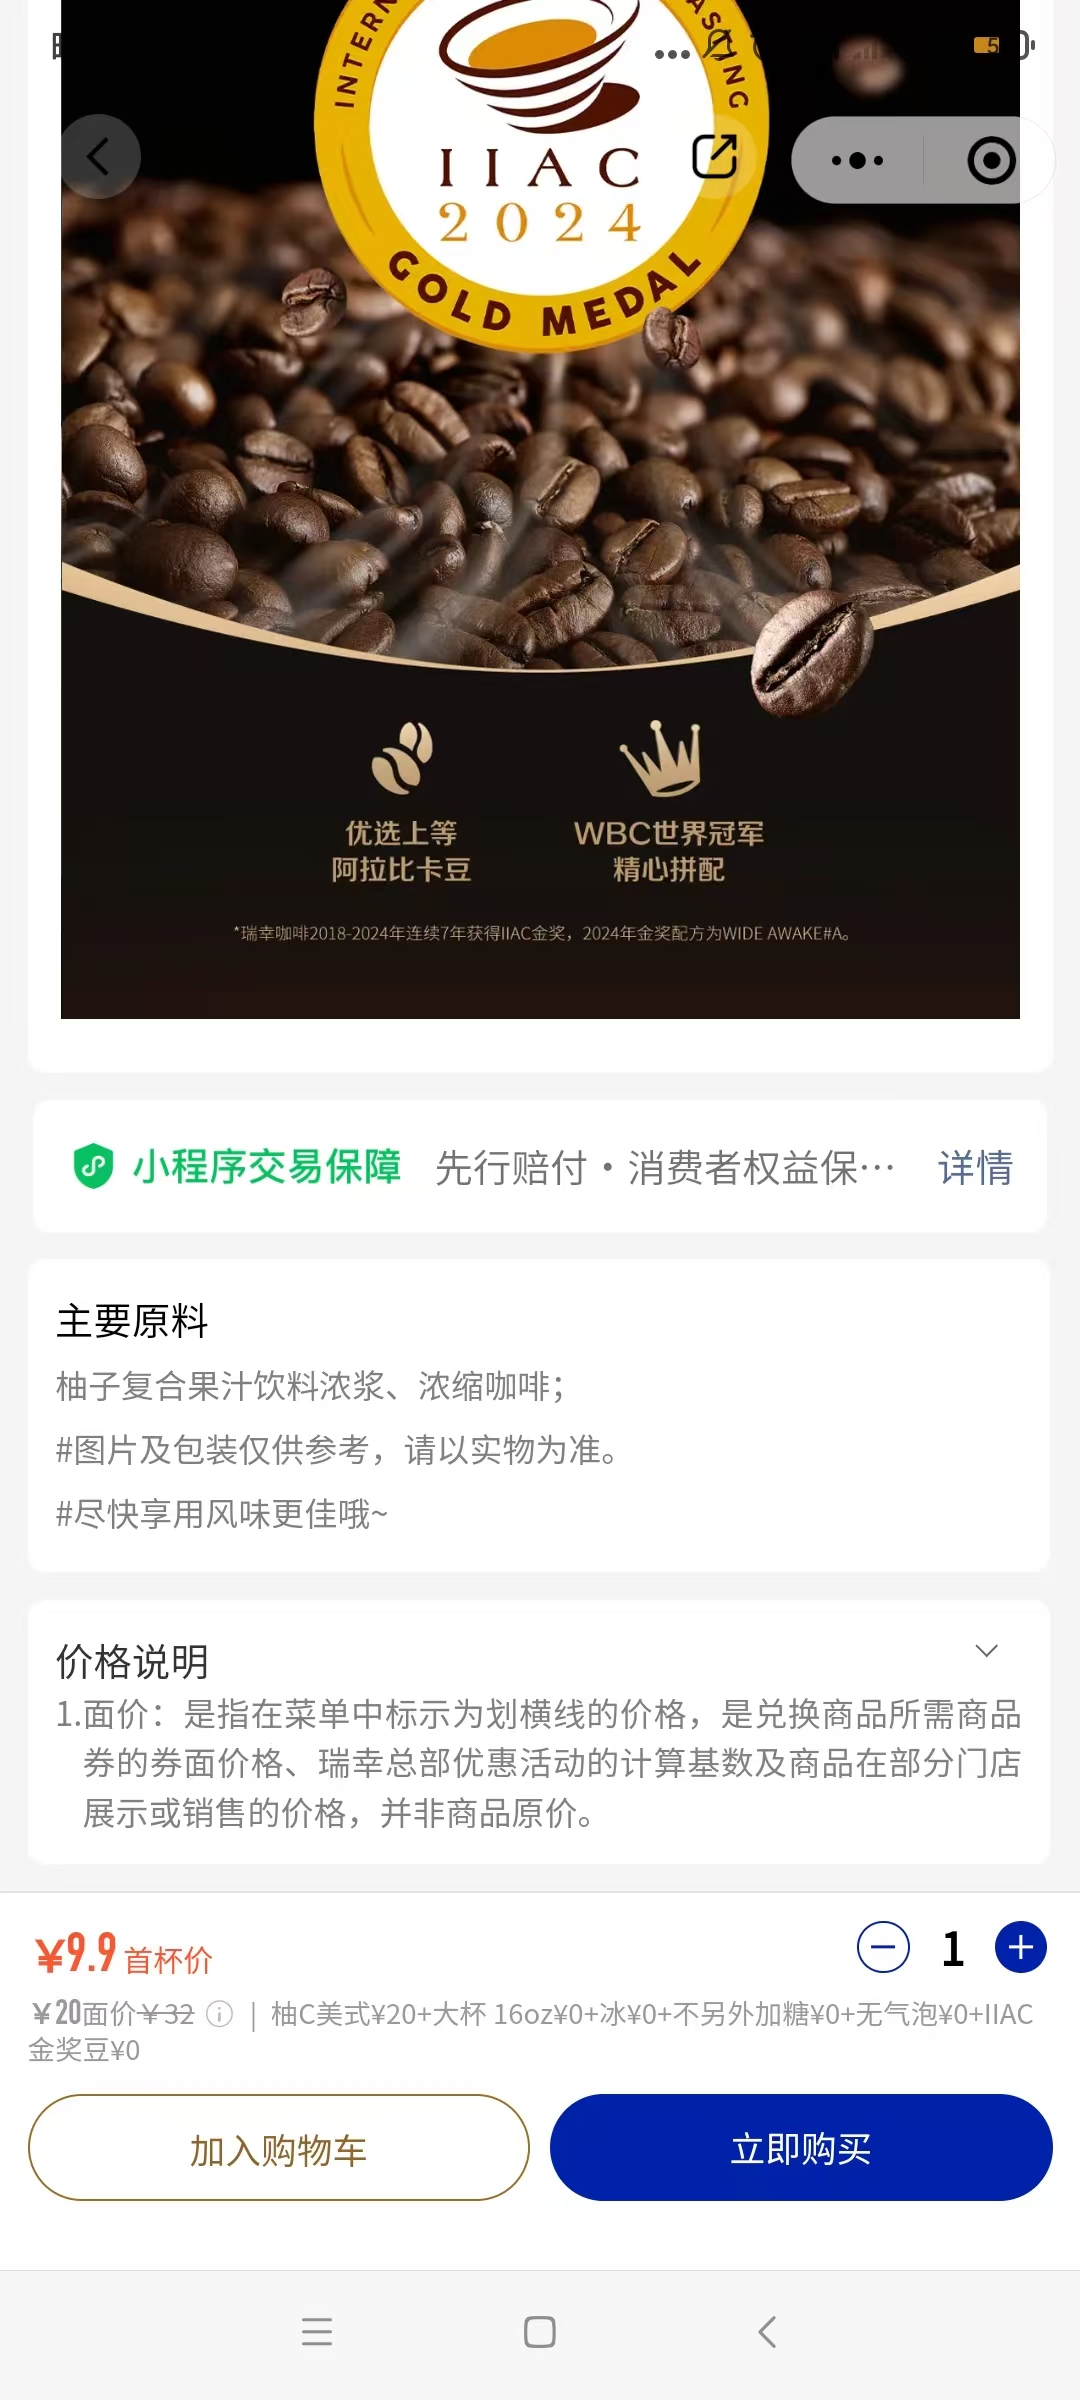 INTERN
ASTING
IIAC
2024
GOLD MEDAL
优选上等
阿拉比卡豆
WBC世界冠军
精心拼配
*瑞幸咖啡2018-2024年连续7年获得IIAC金奖，2024年金奖配方为WIDE AWAKE#A。
小程序交易保障 先行赔付·消费者权益保… 详情
主要原料
柚子复合果汁饮料浓浆、浓缩咖啡；
#图片及包装仅供参考，请以实物为准。
#尽快享用风味更佳哦~
价格说明
1.面价：是指在菜单中标示为划横线的价格，是兑换商品所需商品
券的券面价格、瑞幸总部优惠活动的计算基数及商品在部分门店
展示或销售的价格，并非商品原价。
¥9.9 首杯价
1
¥20面价¥32 | 柚C美式¥20+大杯 16oz¥0+冰¥0+不另外加糖¥0+无气泡¥0+IIAC
金奖豆¥0
加入购物车
立即购买